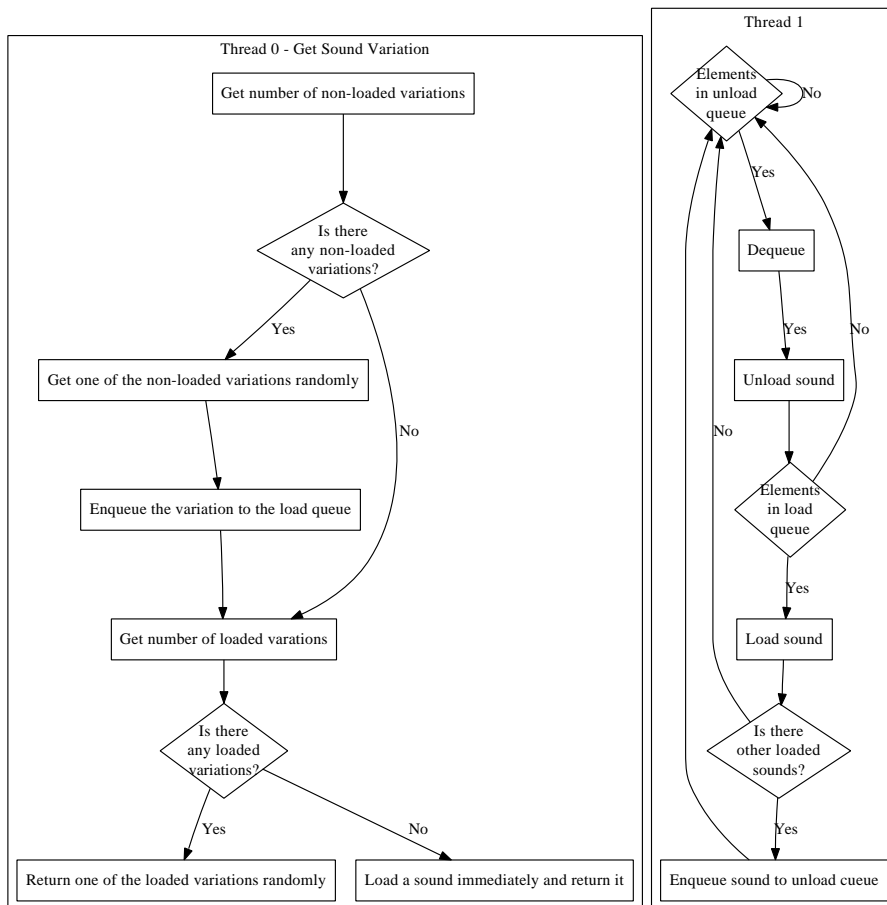 Thread 0 - Get Sound Variation
Get number of non-loaded variations
Is there
any non-loaded
variations?
Yes
No
Get one of the non-loaded variations randomly
Enqueue the variation to the load queue
Get number of loaded varations
Is there
any loaded
variations?
Yes
No
Return one of the loaded variations randomly
Load a sound immediately and return it
Thread 1
Elements
in unload
queue
No
Yes
Dequeue
Yes
Unload sound
Elements
in load
queue
No
Yes
Load sound
Is there
other loaded
sounds?
No
Yes
Enqueue sound to unload cueue